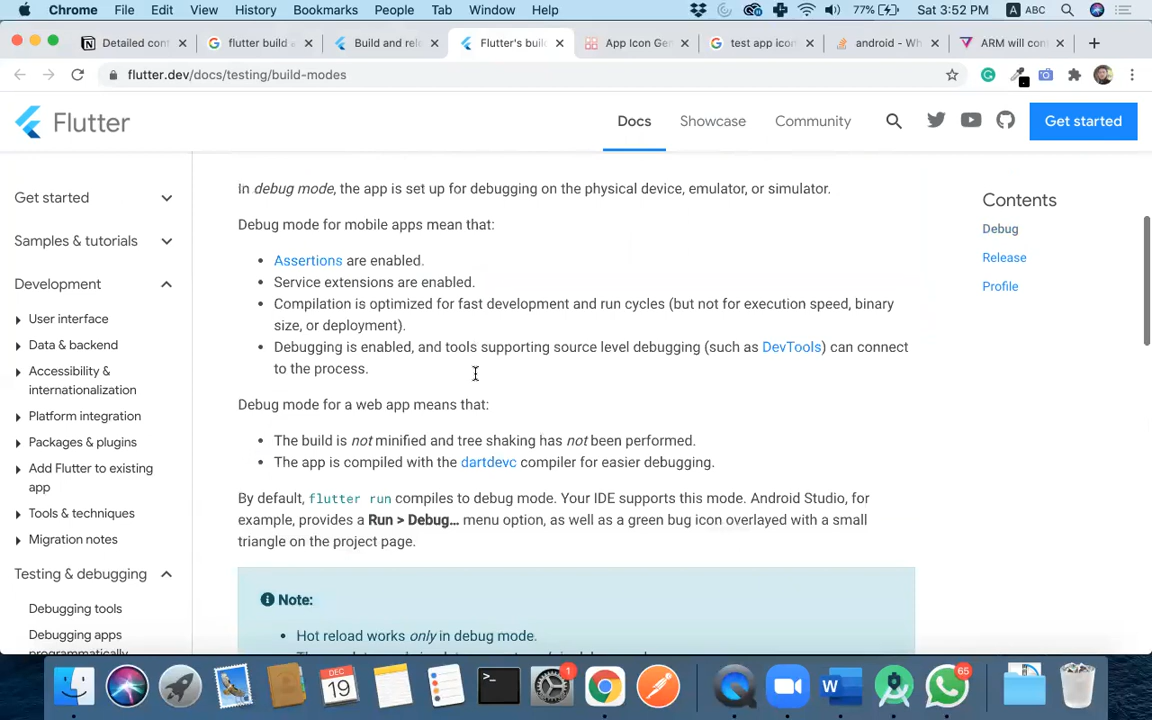 Chrome File Edit View History Bookmarks People Tab Window Help 77% Sat 3:52 PM A ABC
Detailed con flutter build a Build and rel Flutter's buil App Icon Gen test app icon android - Wh ARM will con
flutter.dev/docs/testing/build-modes
Flutter Docs Showcase Community Get started
Get started
Samples & tutorials
Development
User interface
Data & backend
Accessibility &
internationalization
Platform integration
Packages & plugins
Add Flutter to existing
app
Tools & techniques
Migration notes
Testing & debugging
Debugging tools
Debugging apps
programmatically
In debug mode, the app is set up for debugging on the physical device, emulator, or simulator.
Debug mode for mobile apps mean that:
• Assertions are enabled.
• Service extensions are enabled.
• Compilation is optimized for fast development and run cycles (but not for execution speed, binary
size, or deployment).
• Debugging is enabled, and tools supporting source level debugging (such as DevTools) can connect
to the process.
Debug mode for a web app means that:
• The build is not minified and tree shaking has not been performed.
• The app is compiled with the dartdevc compiler for easier debugging.
By default, flutter run compiles to debug mode. Your IDE supports this mode. Android Studio, for
example, provides a Run > Debug... menu option, as well as a green bug icon overlayed with a small
triangle on the project page.
Note:
• Hot reload works only in debug mode.
Contents
Debug
Release
Profile
DEC
19
1
W
65